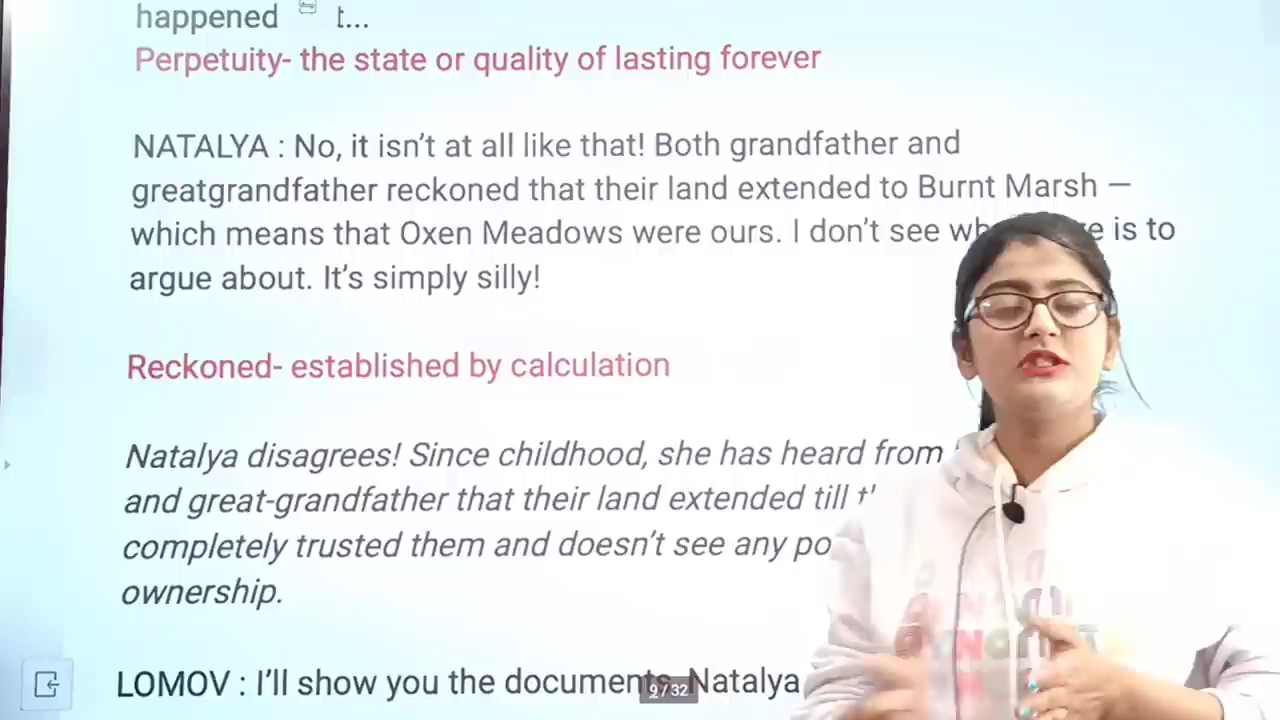 happened t...
Perpetuity- the state or quality of lasting forever
NATALYA : No, it isn't at all like that! Both grandfather and
greatgrandfather reckoned that their land extended to Burnt Marsh —
which means that Oxen Meadows were ours. I don't see is to
argue about. It's simply silly!
Reckoned- established by calculation
Natalya disagrees! Since childhood, she has heard from
and great-grandfather that their land extended till
completely trusted them and doesn't see any
ownership.
LOMOV : I'll show you the documents, Natalya
9 / 32